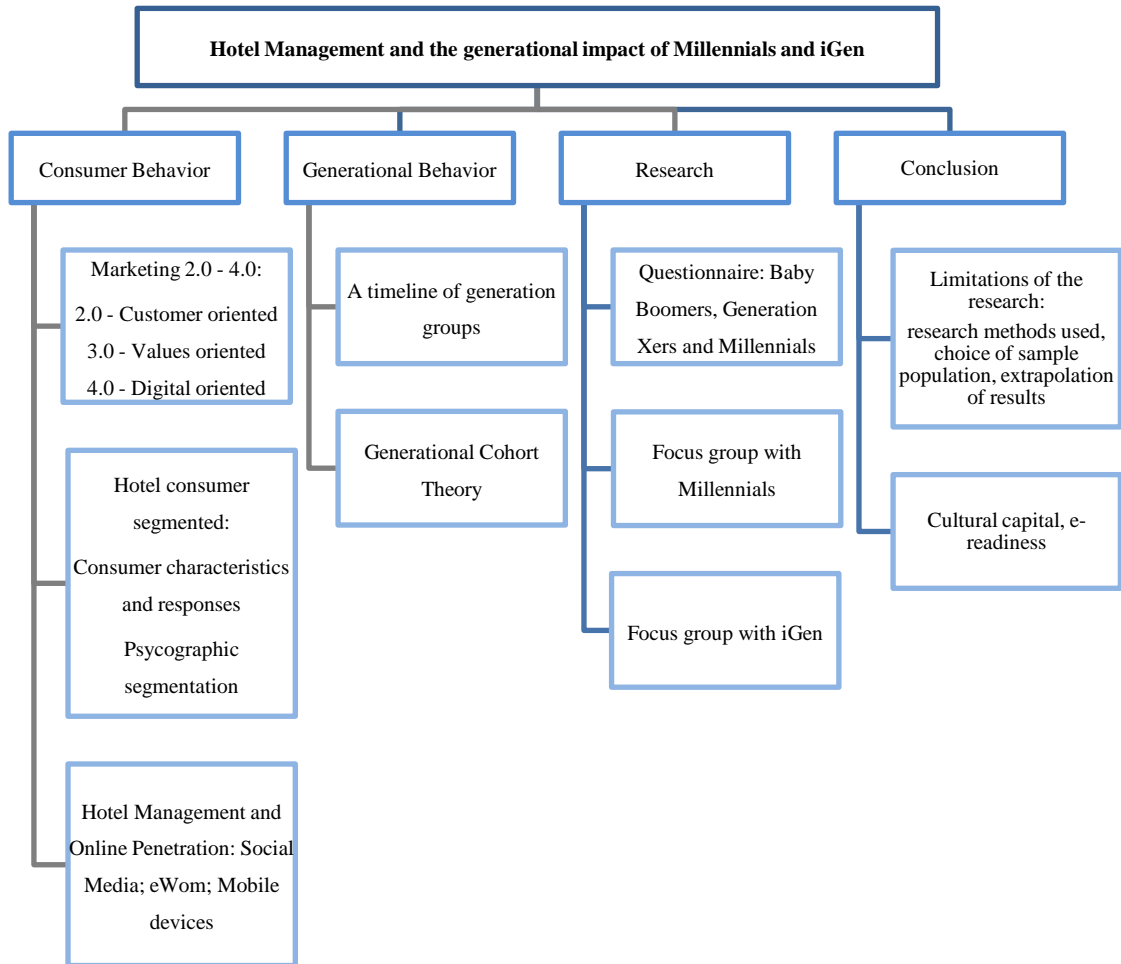 Hotel Management and the generational impact of Millennials and iGen
Consumer Behavior
Generational Behavior
Research
Conclusion
Marketing 2.0 - 4.0:
2.0 - Customer oriented
3.0 - Values oriented
4.0 - Digital oriented
Hotel consumer
segmented:
Consumer characteristics
and responses
Psycographic
segmentation
Hotel Management and
Online Penetration: Social
Media; eWom; Mobile
devices
A timeline of generation
groups
Generational Cohort
Theory
Questionnaire: Baby
Boomers, Generation
Xers and Millennials
Focus group with
Millennials
Focus group with iGen
Limitations of the
research:
research methods used,
choice of sample
population, extrapolation
of results
Cultural capital, e-
readiness